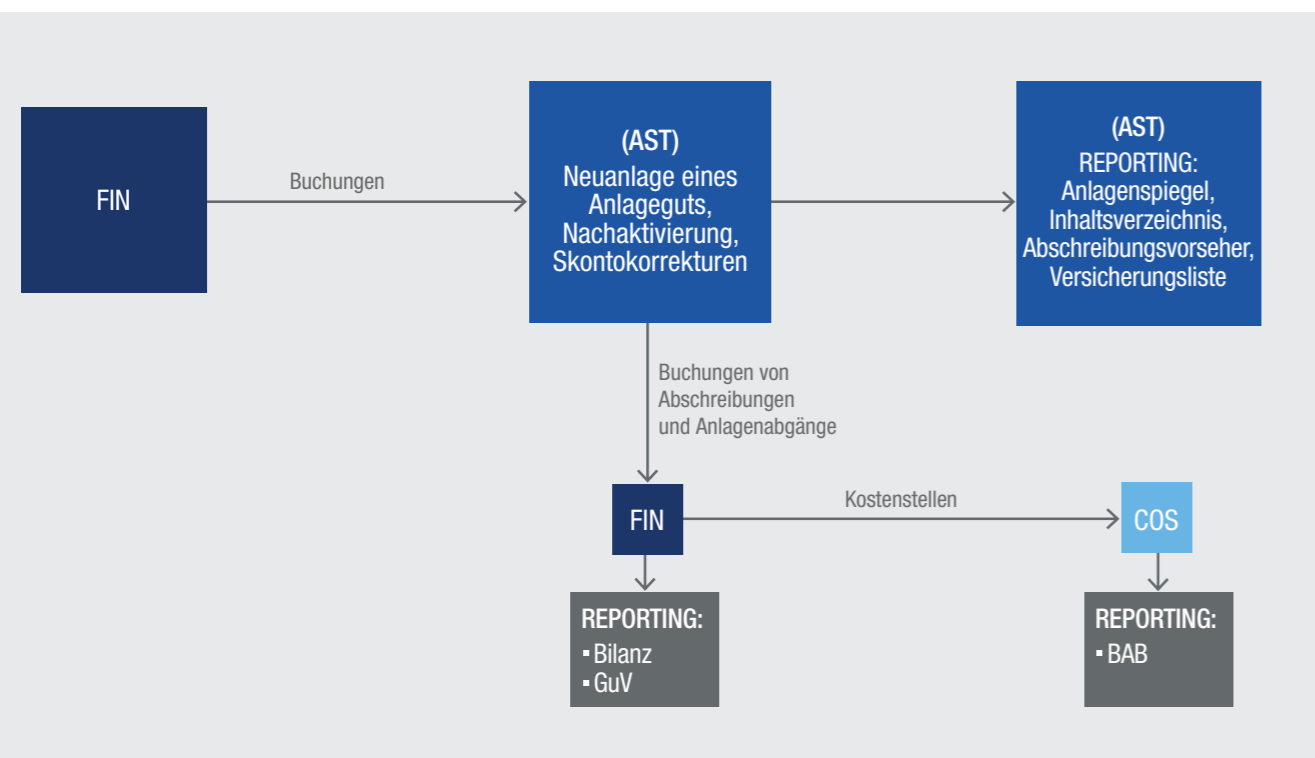 FIN
Buchungen
(AST)
Neuanlage eines
Anlageguts,
Nachaktivierung,
Skontokorrekturen
(AST)
REPORTING:
Anlagenspiegel,
Inhaltsverzeichnis,
Abschreibungsvorseher,
Versicherungsliste
Buchungen von
Abschreibungen
und Anlagenabgänge
FIN
Kostenstellen
COS
REPORTING:
▪ Bilanz
▪ GuV
REPORTING:
▪ BAB